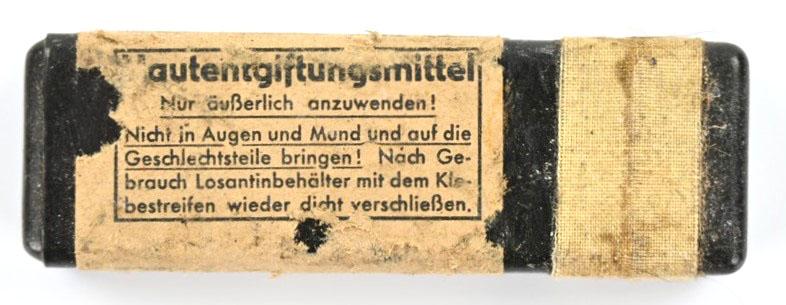 Hautentgiftungsmittel
Nur äußerlich anzuwenden!
Nicht in Augen und Mund und auf die
Geschlechtsteile bringen! Nach Ge-
brauch Losantinbehälter mit dem Kle-
bestreifen wieder dicht verschließen.